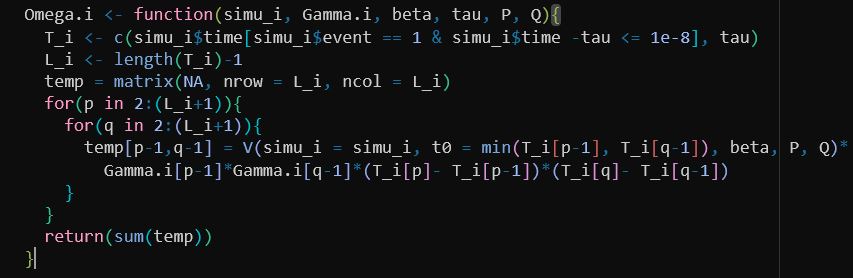 Omega.i <- function(simu_i, Gamma.i, beta, tau, P, Q){
  T_i <- c(simu_i$time[simu_i$event == 1 & simu_i$time -tau <= 1e-8], tau)
  L_i <- length(T_i)-1
  temp = matrix(NA, nrow = L_i, ncol = L_i)
  for(p in 2:(L_i+1)){
    for(q in 2:(L_i+1)){
      temp[p-1,q-1] = V(simu_i = simu_i, t0 = min(T_i[p-1], T_i[q-1]), beta, P, Q)*
        Gamma.i[p-1]*Gamma.i[q-1]*(T_i[p]- T_i[p-1])*(T_i[q]- T_i[q-1])
    }
  }
  return(sum(temp))
}